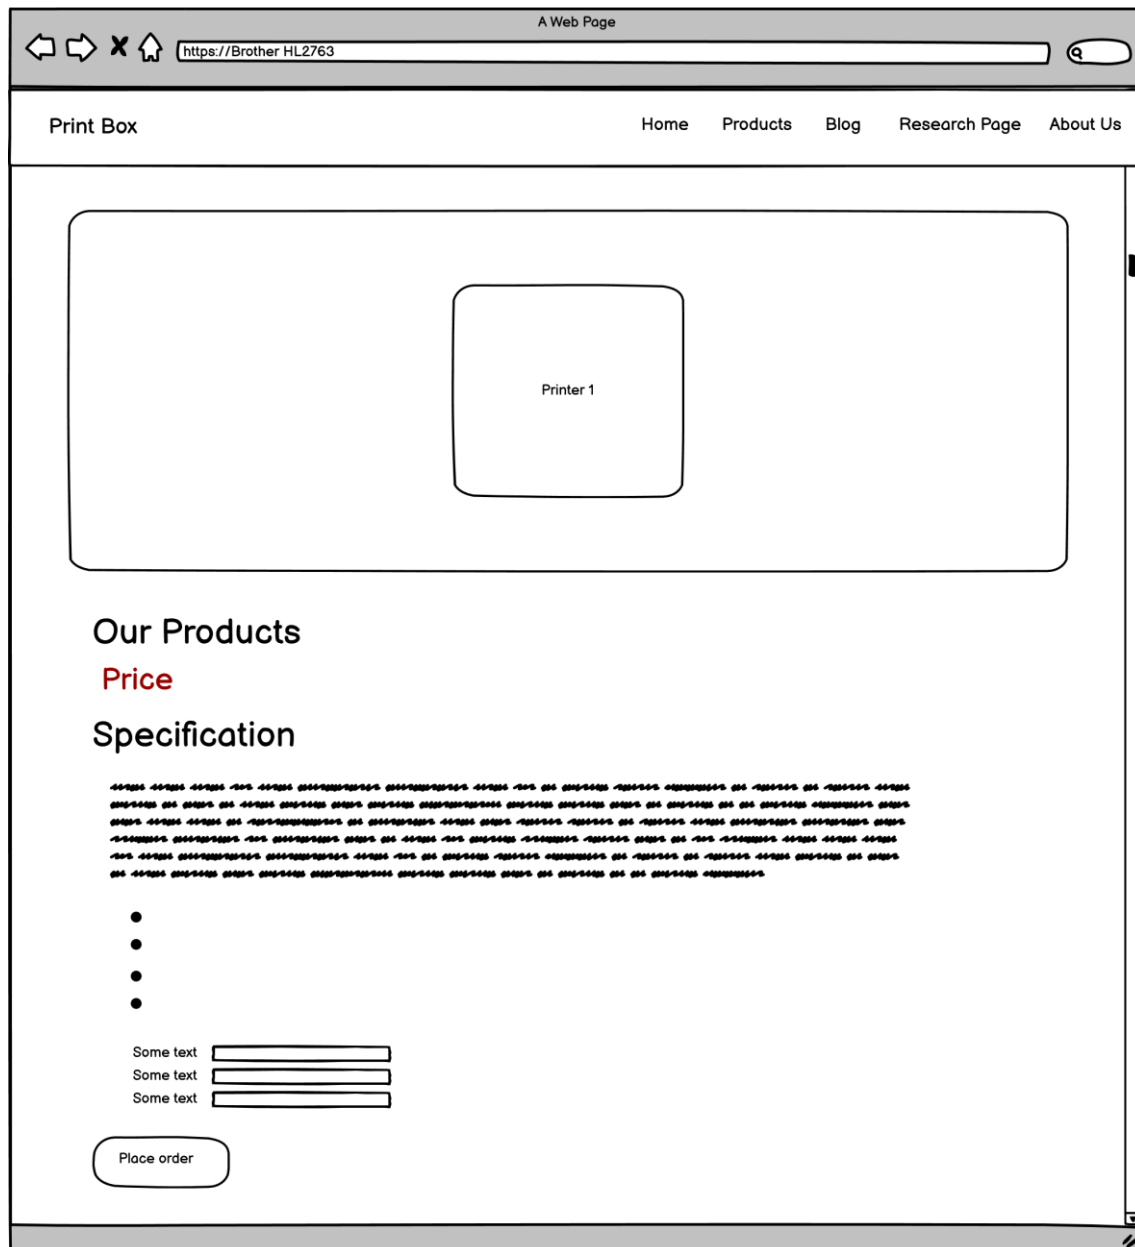 A Web Page
https://Brother HL2763
Print Box
Home Products Blog Research Page About Us
Printer 1
Our Products
Price
Specification
Some text
Some text
Some text
Place order